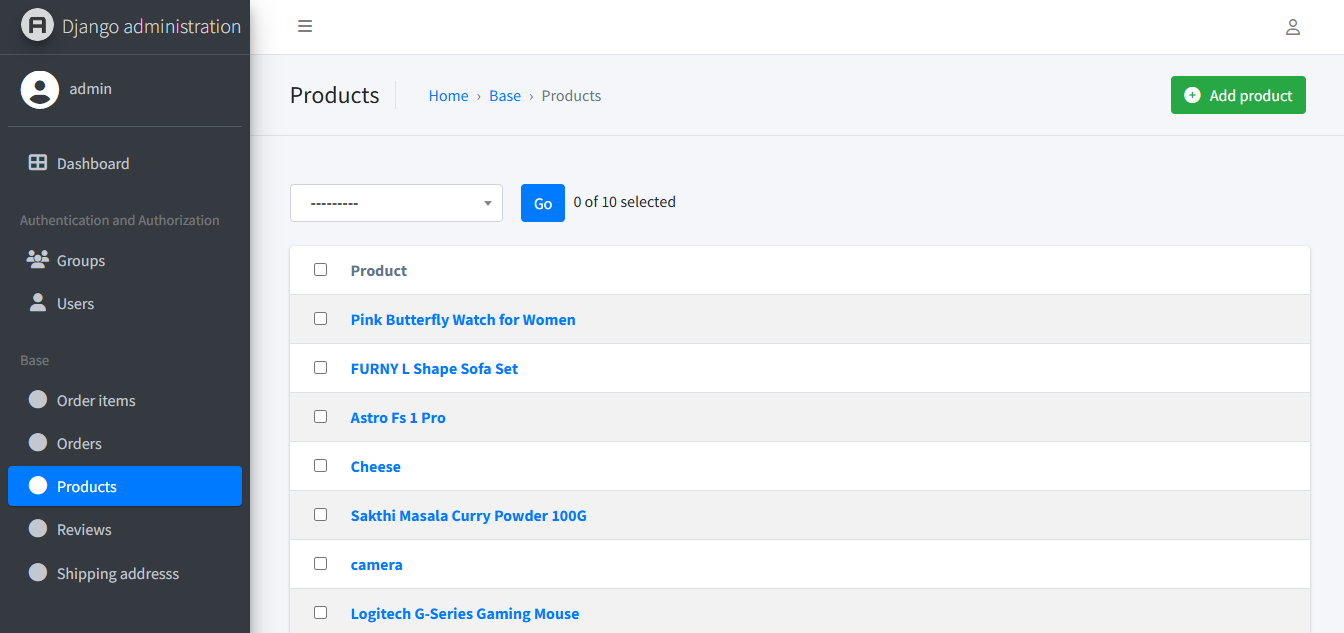 Django administration
admin
Dashboard
Authentication and Authorization
Groups
Users
Base
Order items
Orders
Products
Reviews
Shipping addresss
Products
Home › Base › Products
Add product
---------
Go
0 of 10 selected
Product
Pink Butterfly Watch for Women
FURNY L Shape Sofa Set
Astro Fs 1 Pro
Cheese
Sakthi Masala Curry Powder 100G
camera
Logitech G-Series Gaming Mouse